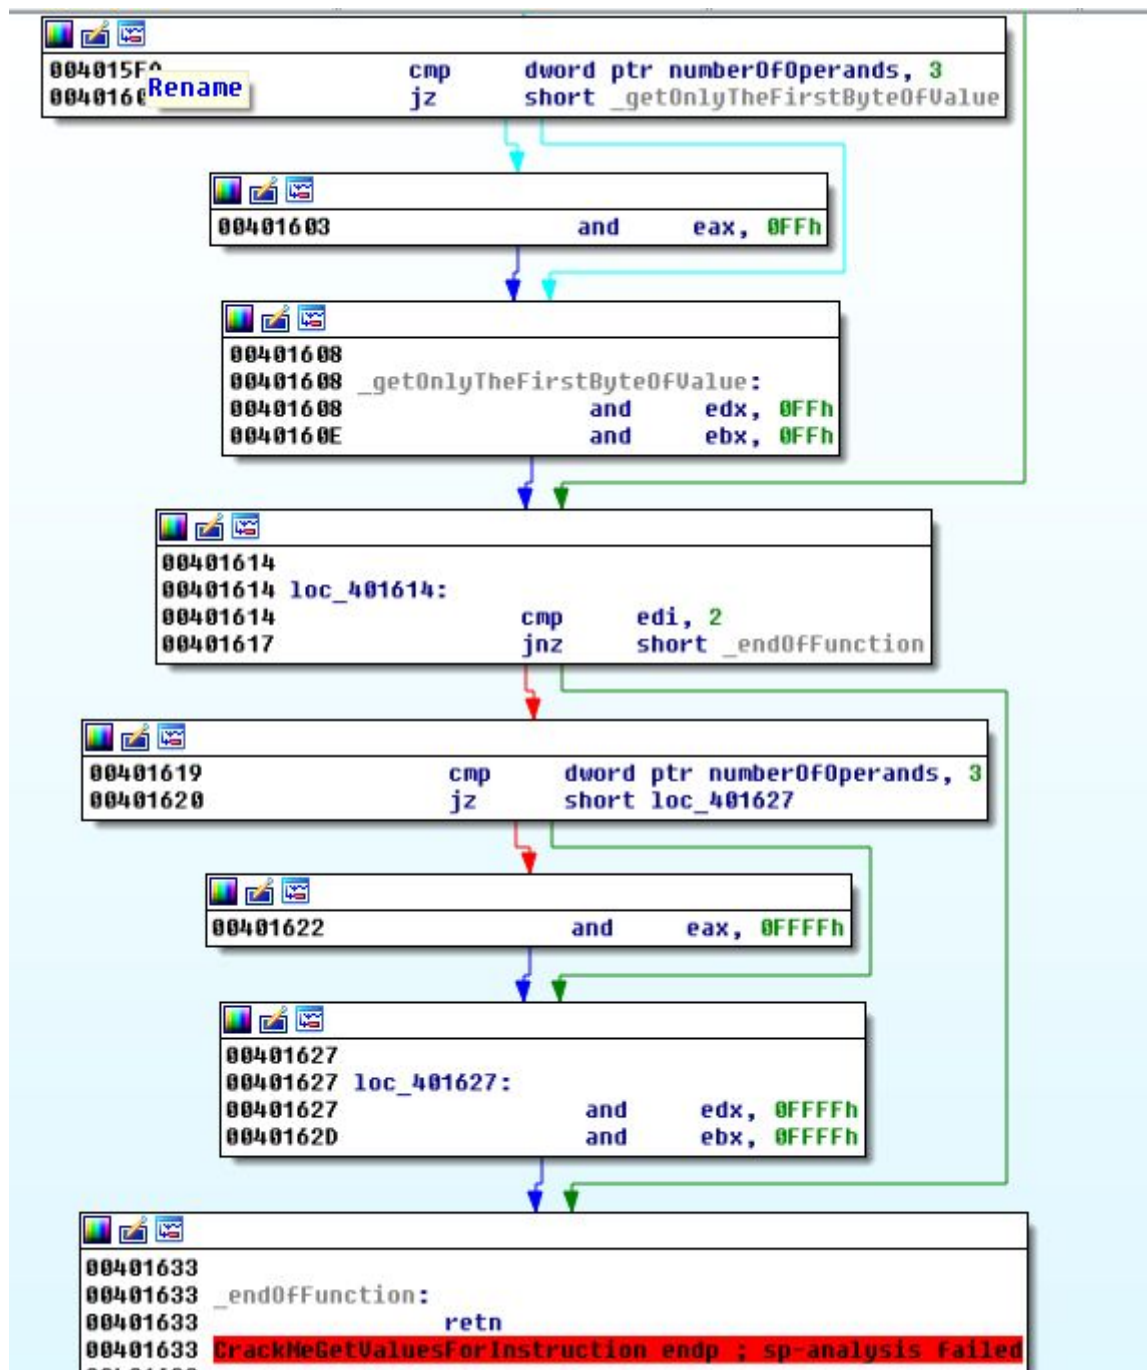 004015FA cmp dword ptr numberOfOperands, 3
Rename
004016 jz short _getOnlyTheFirstByteOfValue
00401603 and eax, 0FFh
00401608
00401608 _getOnlyTheFirstByteOfValue:
00401608 and edx, 0FFh
0040160E and ebx, 0FFh
00401614
00401614 loc_401614:
00401614 cmp edi, 2
00401617 jnz short _endOfFunction
00401619 cmp dword ptr numberOfOperands, 3
00401620 jz short loc_401627
00401622 and eax, 0FFFFh
00401627
00401627 loc_401627:
00401627 and edx, 0FFFFh
0040162D and ebx, 0FFFFh
00401633
00401633 _endOfFunction:
00401633 retn
00401633 CrackMeGetValuesForInstruction endp ; sp-analysis failed